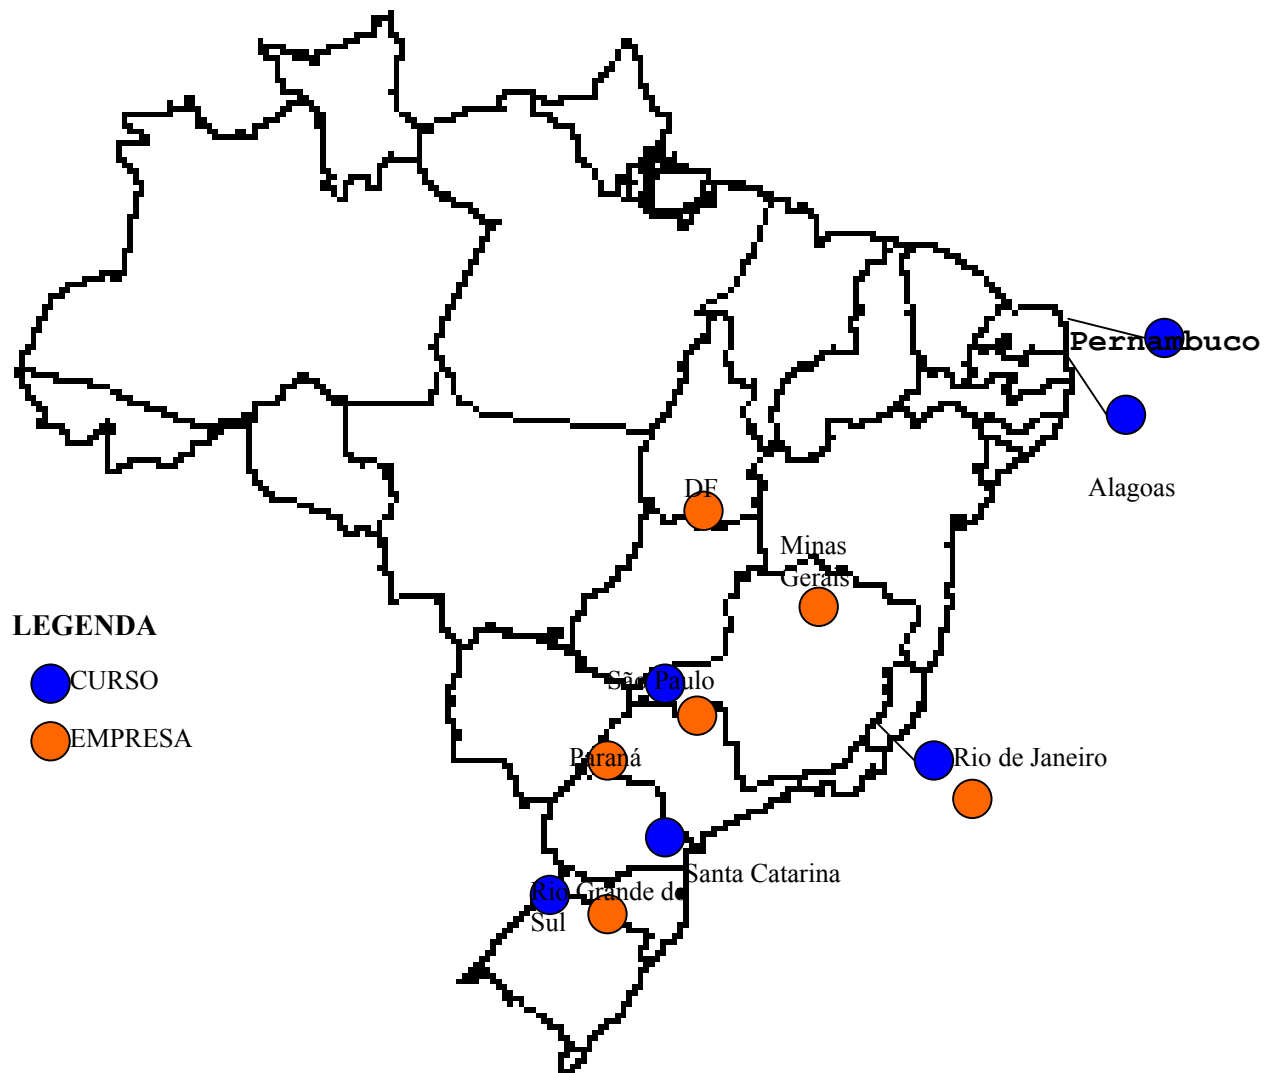 Pernambuco
Alagoas
DF
Minas
Gerais
LEGENDA
CURSO
EMPRESA
São Paulo
Paraná
Rio de Janeiro
Santa Catarina
Rio Grande do
Sul